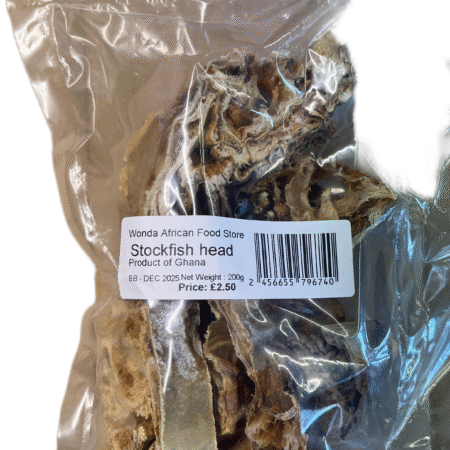 Wonda African Food Store
Stockfish head
Product of Ghana
BB - DEC 2025 Net Weight : 200g
Price: £2.50
2 456655 796740